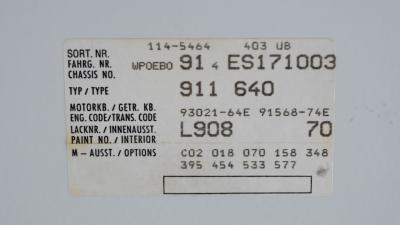 SORT. NR. 114-5464 403 UB
FAHRG. NR. WPOEBO 91 4 ES171003
CHASSIS NO.
TYP / TYPE 911 640
MOTORKB. / GETR. KB. 93021-64E 91568-74E
ENG. CODE/TRANS. CODE
LACKNR. / INNENAUSST. L908 70
PAINT NO. / INTERIOR
M - AUSST. / OPTIONS C02 018 070 158 348
395 454 533 577